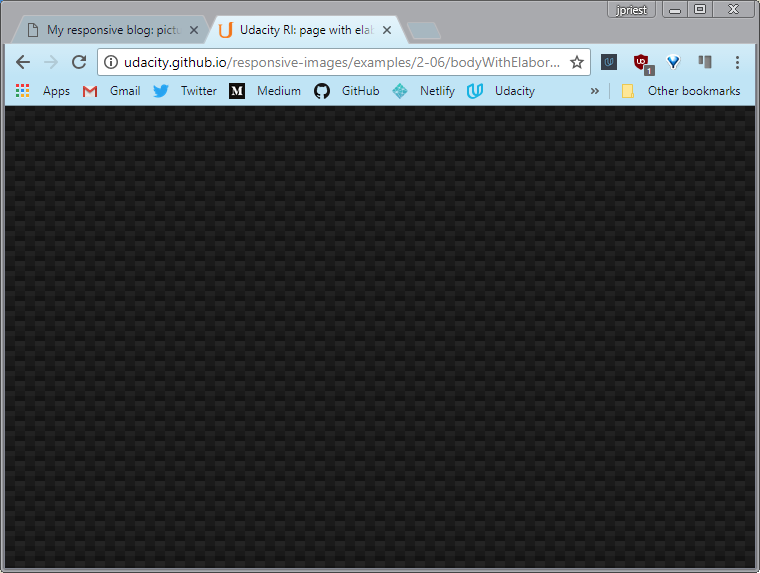 jpriest
My responsive blog: pictu
Udacity RI: page with elab
udacity.github.io/responsive-images/examples/2-06/bodyWithElabor...
1
Apps Gmail Twitter Medium GitHub Netlify Udacity » Other bookmarks